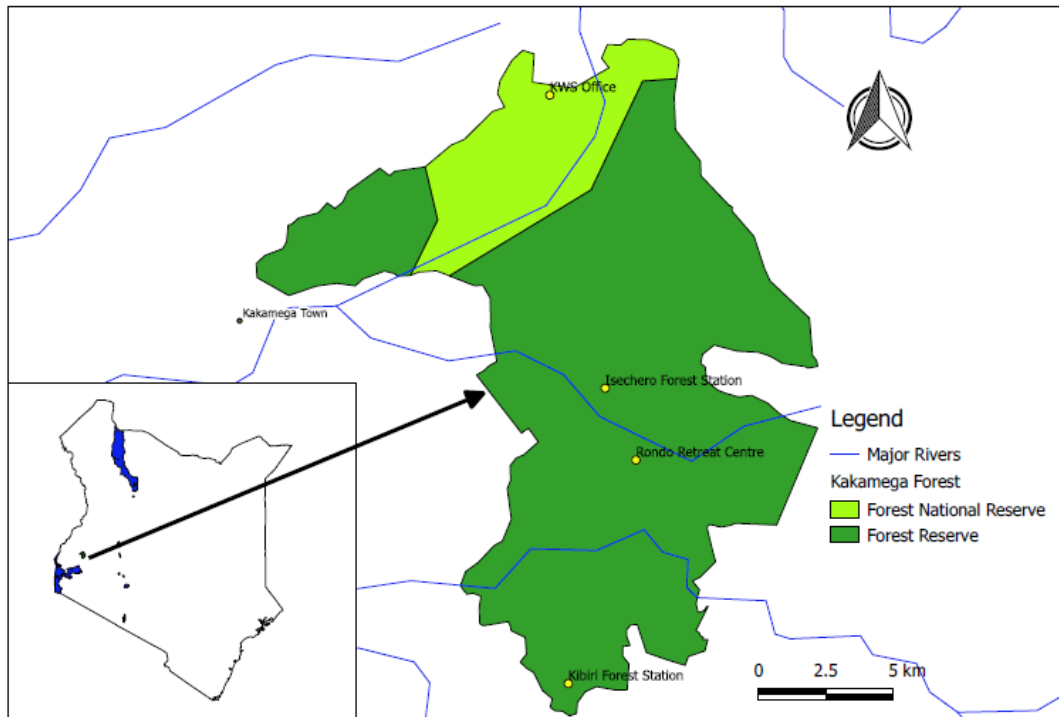 KWS Office
Kakamega Town
Isechero Forest Station
Rondo Retreat Centre
Kibiri Forest Station
Legend
Major Rivers
Kakamega Forest
Forest National Reserve
Forest Reserve
0 2.5 5 km